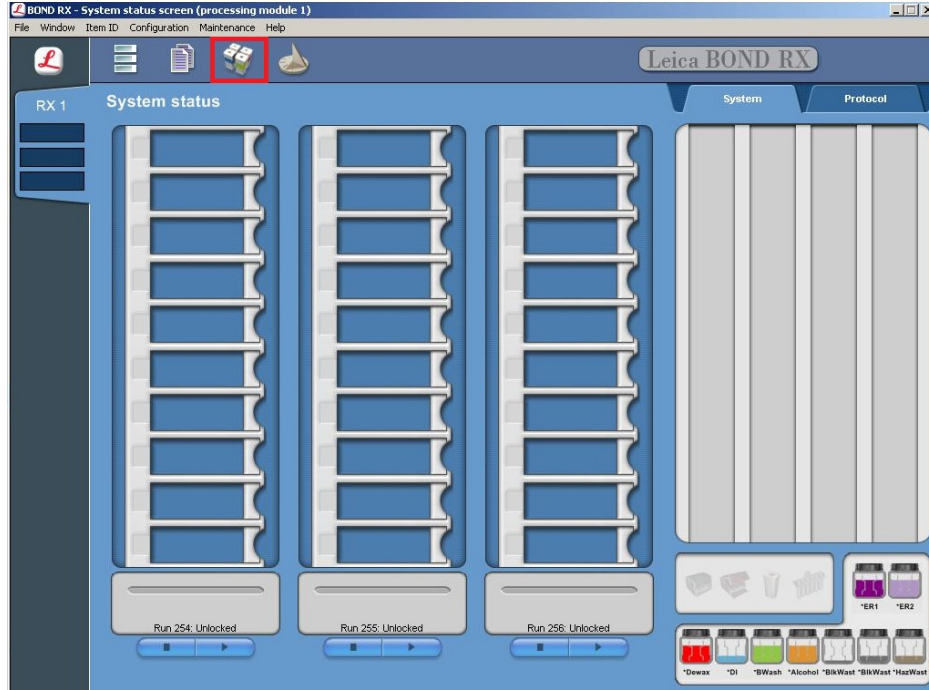 BOND RX - System status screen (processing module 1)
File Window Item ID Configuration Maintenance Help
Leica BOND RX
RX 1
System status
System Protocol
*ER1 *ER2
Run 254: Unlocked Run 255: Unlocked Run 256: Unlocked
*Dewax *DI *BWash *Alcohol *BlkWast *BlkWast *HazWast